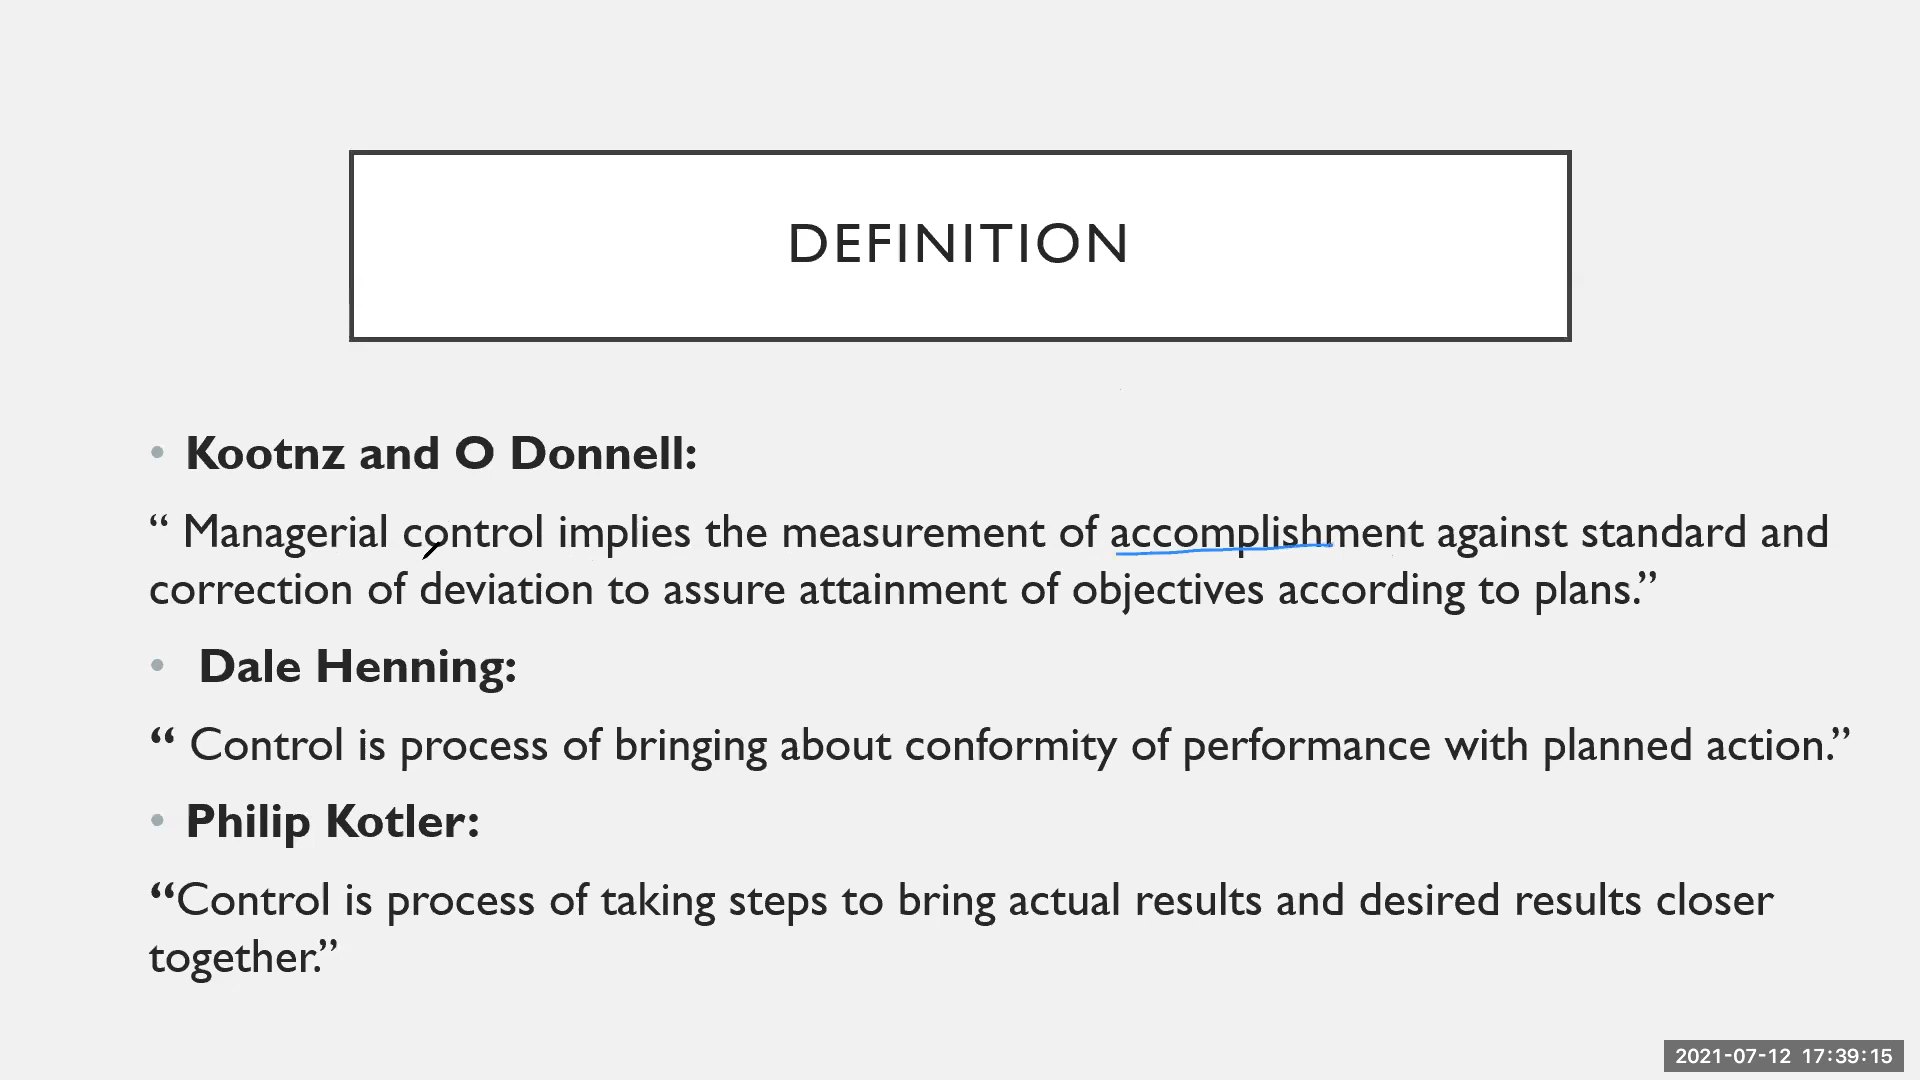 DEFINITION
• Kootnz and O Donnell:
“ Managerial control implies the measurement of accomplishment against standard and
correction of deviation to assure attainment of objectives according to plans.”
• Dale Henning:
“ Control is process of bringing about conformity of performance with planned action.”
• Philip Kotler:
“Control is process of taking steps to bring actual results and desired results closer
together.”
2021-07-12 17:39:15